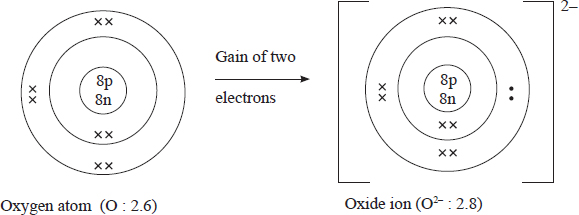 8p
8n
Gain of two
electrons
8p
8n
2–
Oxygen atom (O : 2.6)
Oxide ion (O²⁻ : 2.8)